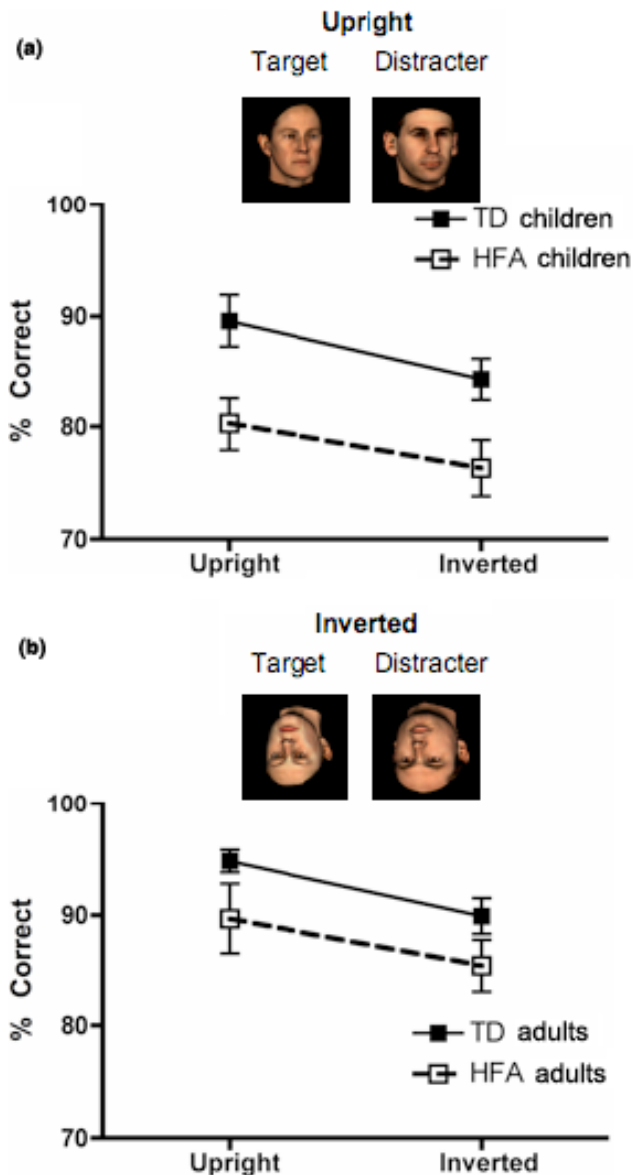 (a)
Upright
Target Distracter
100
TD children
HFA children
90
% Correct
80
70
Upright Inverted
(b)
Inverted
Target Distracter
100
90
% Correct
80
TD adults
HFA adults
70
Upright Inverted